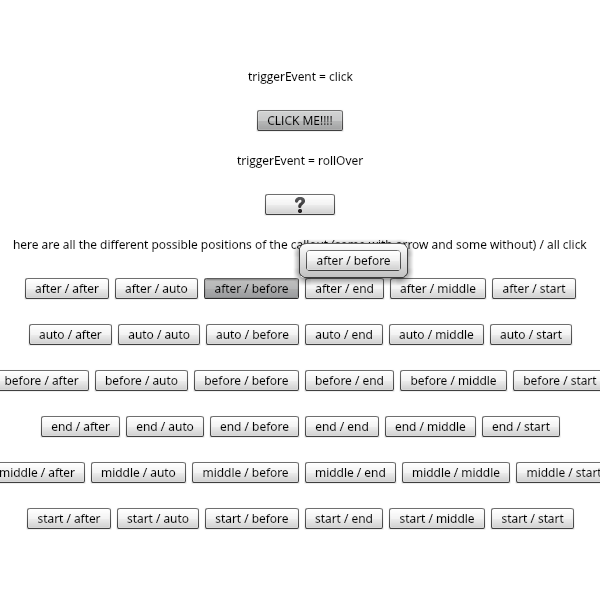 triggerEvent = click
CLICK ME!!!!
triggerEvent = rollOver
?
here are all the different possible positions of the arrow and some without) / all click
after / before
after / after after / auto after / before after / end after / middle after / start
auto / after auto / auto auto / before auto / end auto / middle auto / start
before / after before / auto before / before before / end before / middle before / start
end / after end / auto end / before end / end end / middle end / start
middle / after middle / auto middle / before middle / end middle / middle middle / start
start / after start / auto start / before start / end start / middle start / start